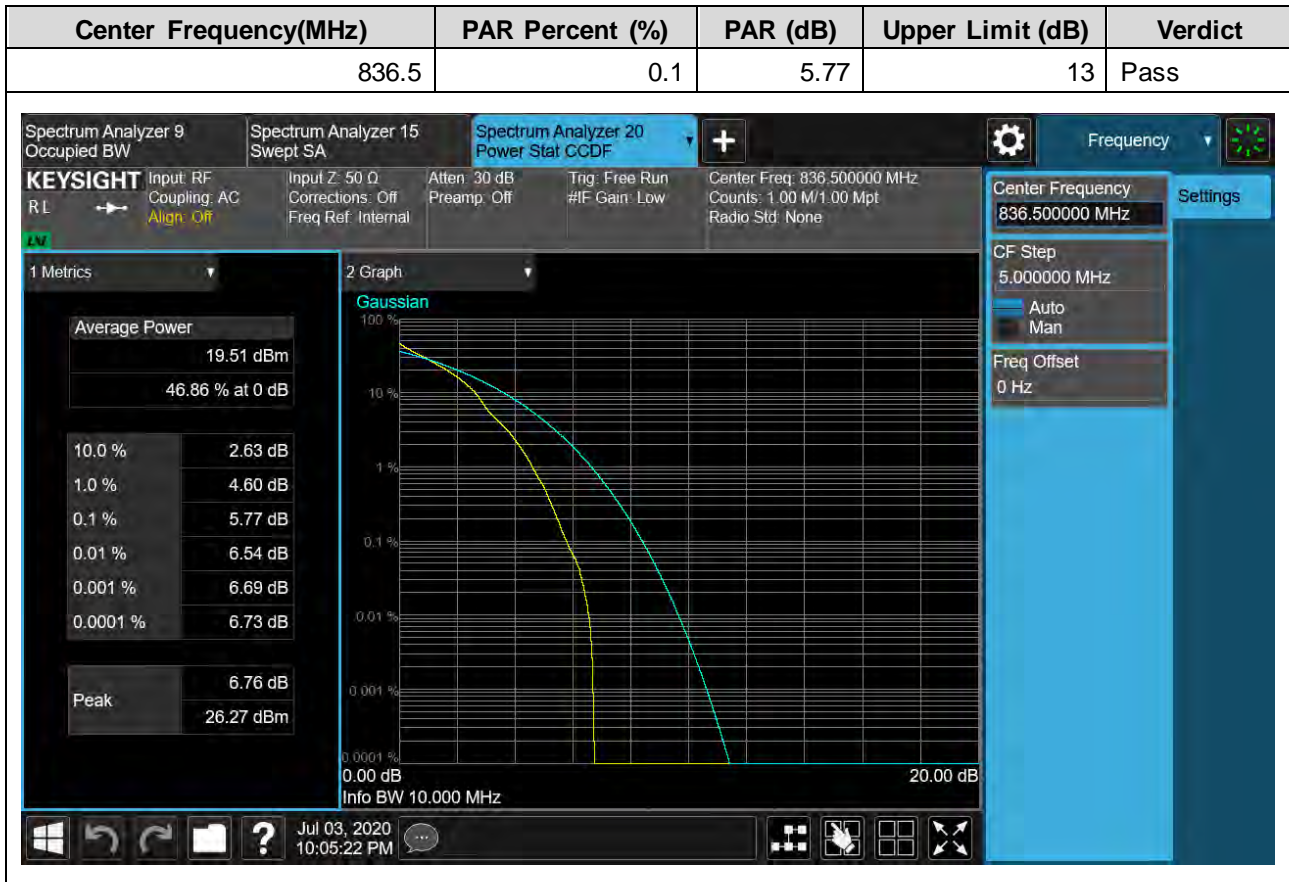 Center Frequency(MHz) PAR Percent (%) PAR (dB) Upper Limit (dB) Verdict
836.5 0.1 5.77 13 Pass
Spectrum Analyzer 9 Spectrum Analyzer 15 Spectrum Analyzer 20
Occupied BW Swept SA Power Stat CCDF
+
Frequency
KEYSIGHT Input: RF Input Z: 50 Ω Atten: 30 dB Trig: Free Run Center Freq: 836.500000 MHz
RL Coupling: AC Corrections: Off Preamp: Off #IF Gain: Low Counts: 1.00 M/1.00 Mpt
Align: Off Freq Ref: Internal Radio Std: None
LNI
Center Frequency
836.500000 MHz
Settings
CF Step
5.000000 MHz
Auto
Man
Freq Offset
0 Hz
1 Metrics
Average Power
19.51 dBm
46.86 % at 0 dB
10.0 % 2.63 dB
1.0 % 4.60 dB
0.1 % 5.77 dB
0.01 % 6.54 dB
0.001 % 6.69 dB
0.0001 % 6.73 dB
Peak 6.76 dB
26.27 dBm
2 Graph
Gaussian
100 %
10 %
1 %
0.1 %
0.01 %
0.001 %
0.0001 %
0.00 dB 20.00 dB
Info BW 10.000 MHz
? Jul 03, 2020
10:05:22 PM